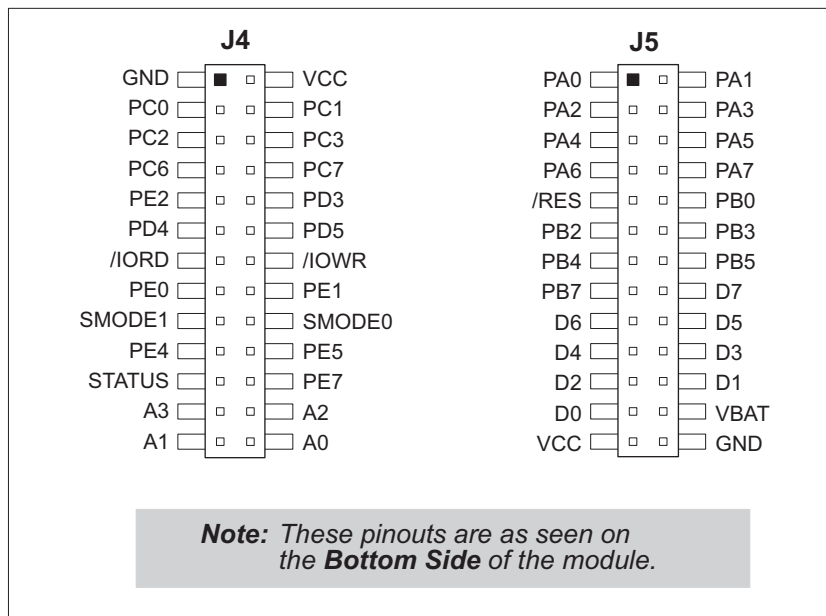 J4
GND VCC
PC0 PC1
PC2 PC3
PC6 PC7
PE2 PD3
PD4 PD5
/IORD /IOWR
PE0 PE1
SMODE1 SMODE0
PE4 PE5
STATUS PE7
A3 A2
A1 A0
J5
PA0 PA1
PA2 PA3
PA4 PA5
PA6 PA7
/RES PB0
PB2 PB3
PB4 PB5
PB7 D7
D6 D5
D4 D3
D2 D1
D0 VBAT
VCC GND
Note: These pinouts are as seen on
the Bottom Side of the module.